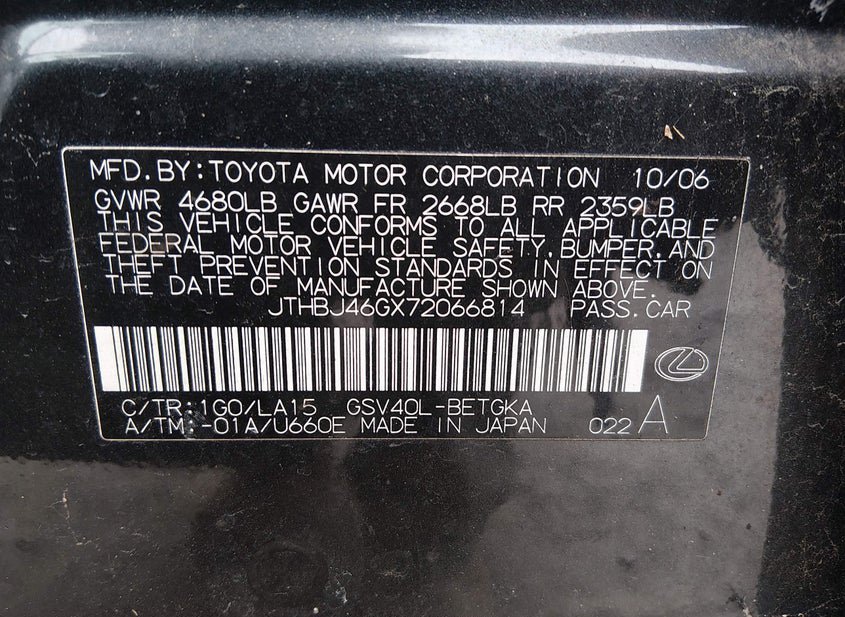 MFD.BY:TOYOTA MOTOR CORPORATION 10/06
GVWR 4680LB GAWR FR 2668LB RR 2359LB
THIS VEHICLE CONFORMS TO ALL APPLICABLE
FEDERAL MOTOR VEHICLE SAFETY,BUMPER,AND
THEFT PREVENTION STANDARDS IN EFFECT ON
THE DATE OF MANUFACTURE SHOWN ABOVE.
JTHBJ46GX72066814 PASS.CAR
C/TR:1G0/LA15 GSV40L-BETGKA
A/TM:-01A/U660E MADE IN JAPAN 022 A